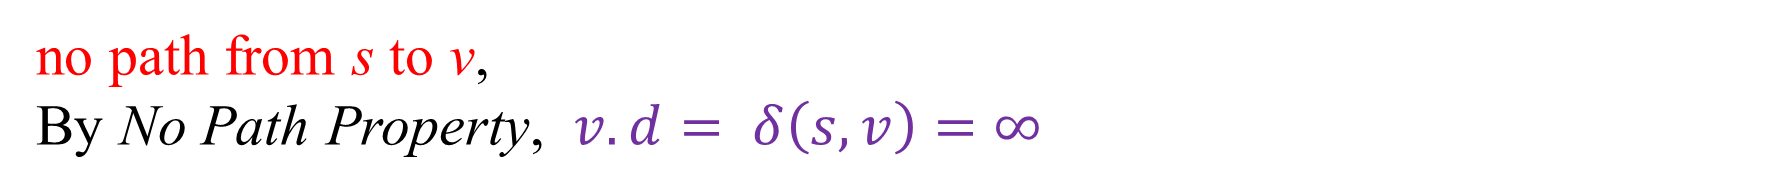 no path from s to v,
By No Path Property, v.d = δ(s, v) = ∞